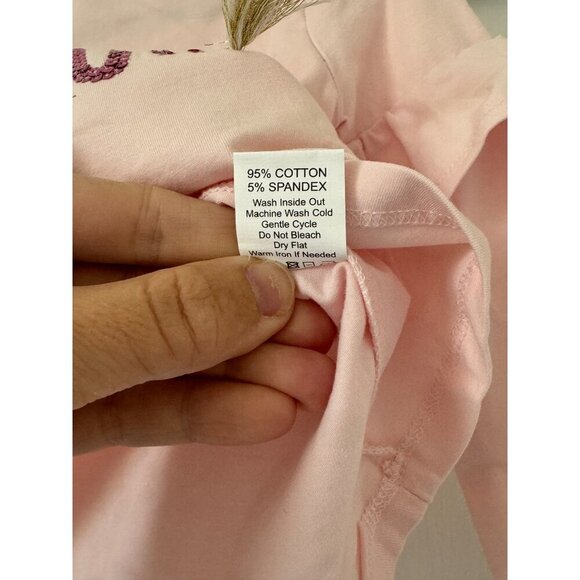 95% COTTON
5% SPANDEX
Wash Inside Out
Machine Wash Cold
Gentle Cycle
Do Not Bleach
Dry Flat
Warm Iron If Needed